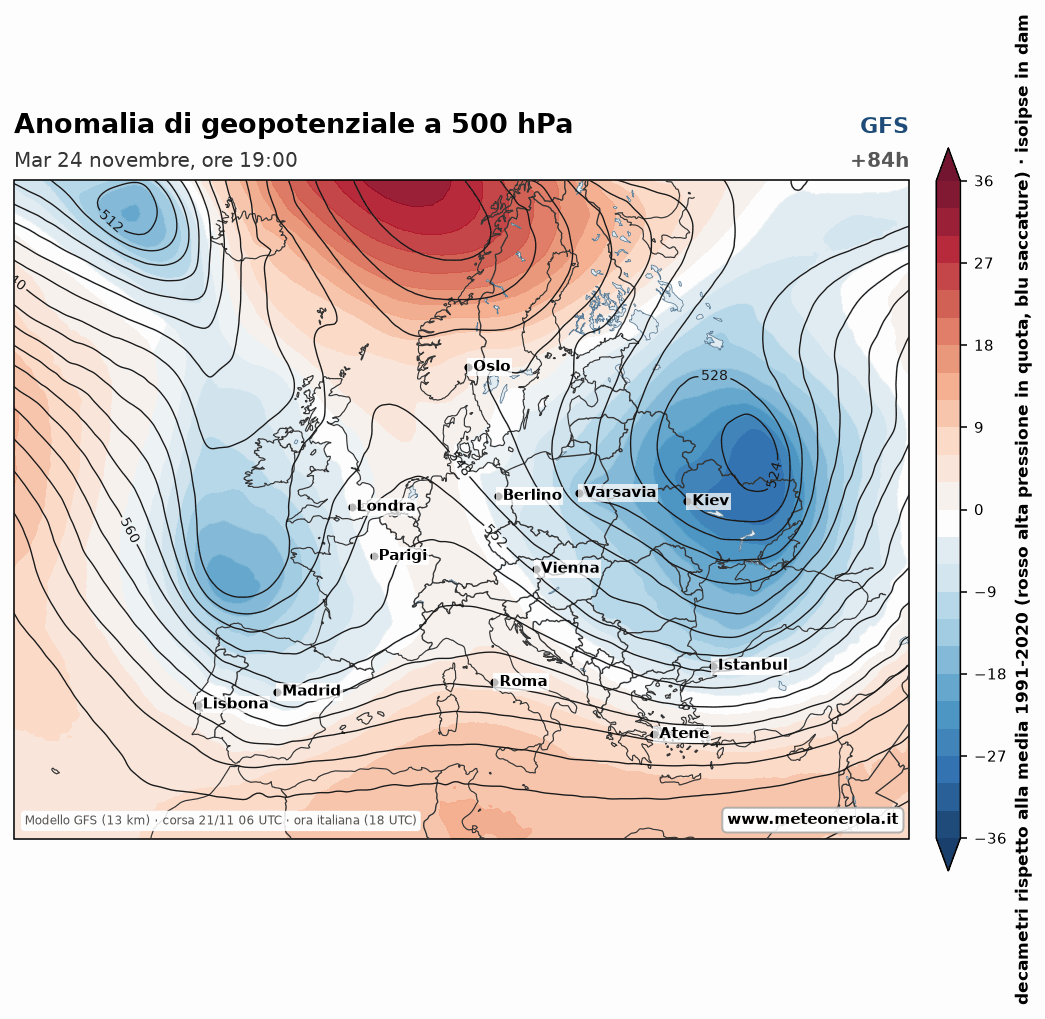 Anomalia di geopotenziale a 500 hPa
GFS
Mar 24 novembre, ore 19:00
+84h
512
528
Oslo
524
560
552
Londra
Berlino
Varsavia
Kiev
Parigi
Vienna
Istanbul
Roma
Madrid
Lisbona
Atene
Modello GFS (13 km) · corsa 21/11 06 UTC · ora italiana (18 UTC)
www.meteonerola.it
36
27
18
9
0
−9
−18
−27
−36
decametri rispetto alla media 1991-2020 (rosso alta pressione in quota, blu saccature) · isoipse in dam